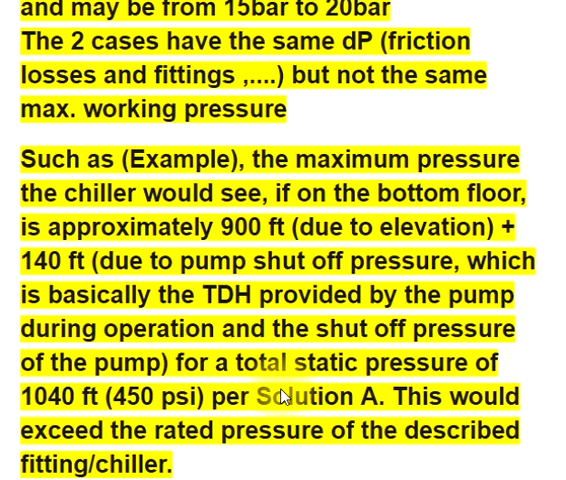 and may be from 15bar to 20bar
The 2 cases have the same dP (friction
losses and fittings ,....) but not the same
max. working pressure
Such as (Example), the maximum pressure
the chiller would see, if on the bottom floor,
is approximately 900 ft (due to elevation) +
140 ft (due to pump shut off pressure, which
is basically the TDH provided by the pump
during operation and the shut off pressure
of the pump) for a total static pressure of
1040 ft (450 psi) per Solution A. This would
exceed the rated pressure of the described
fitting/chiller.